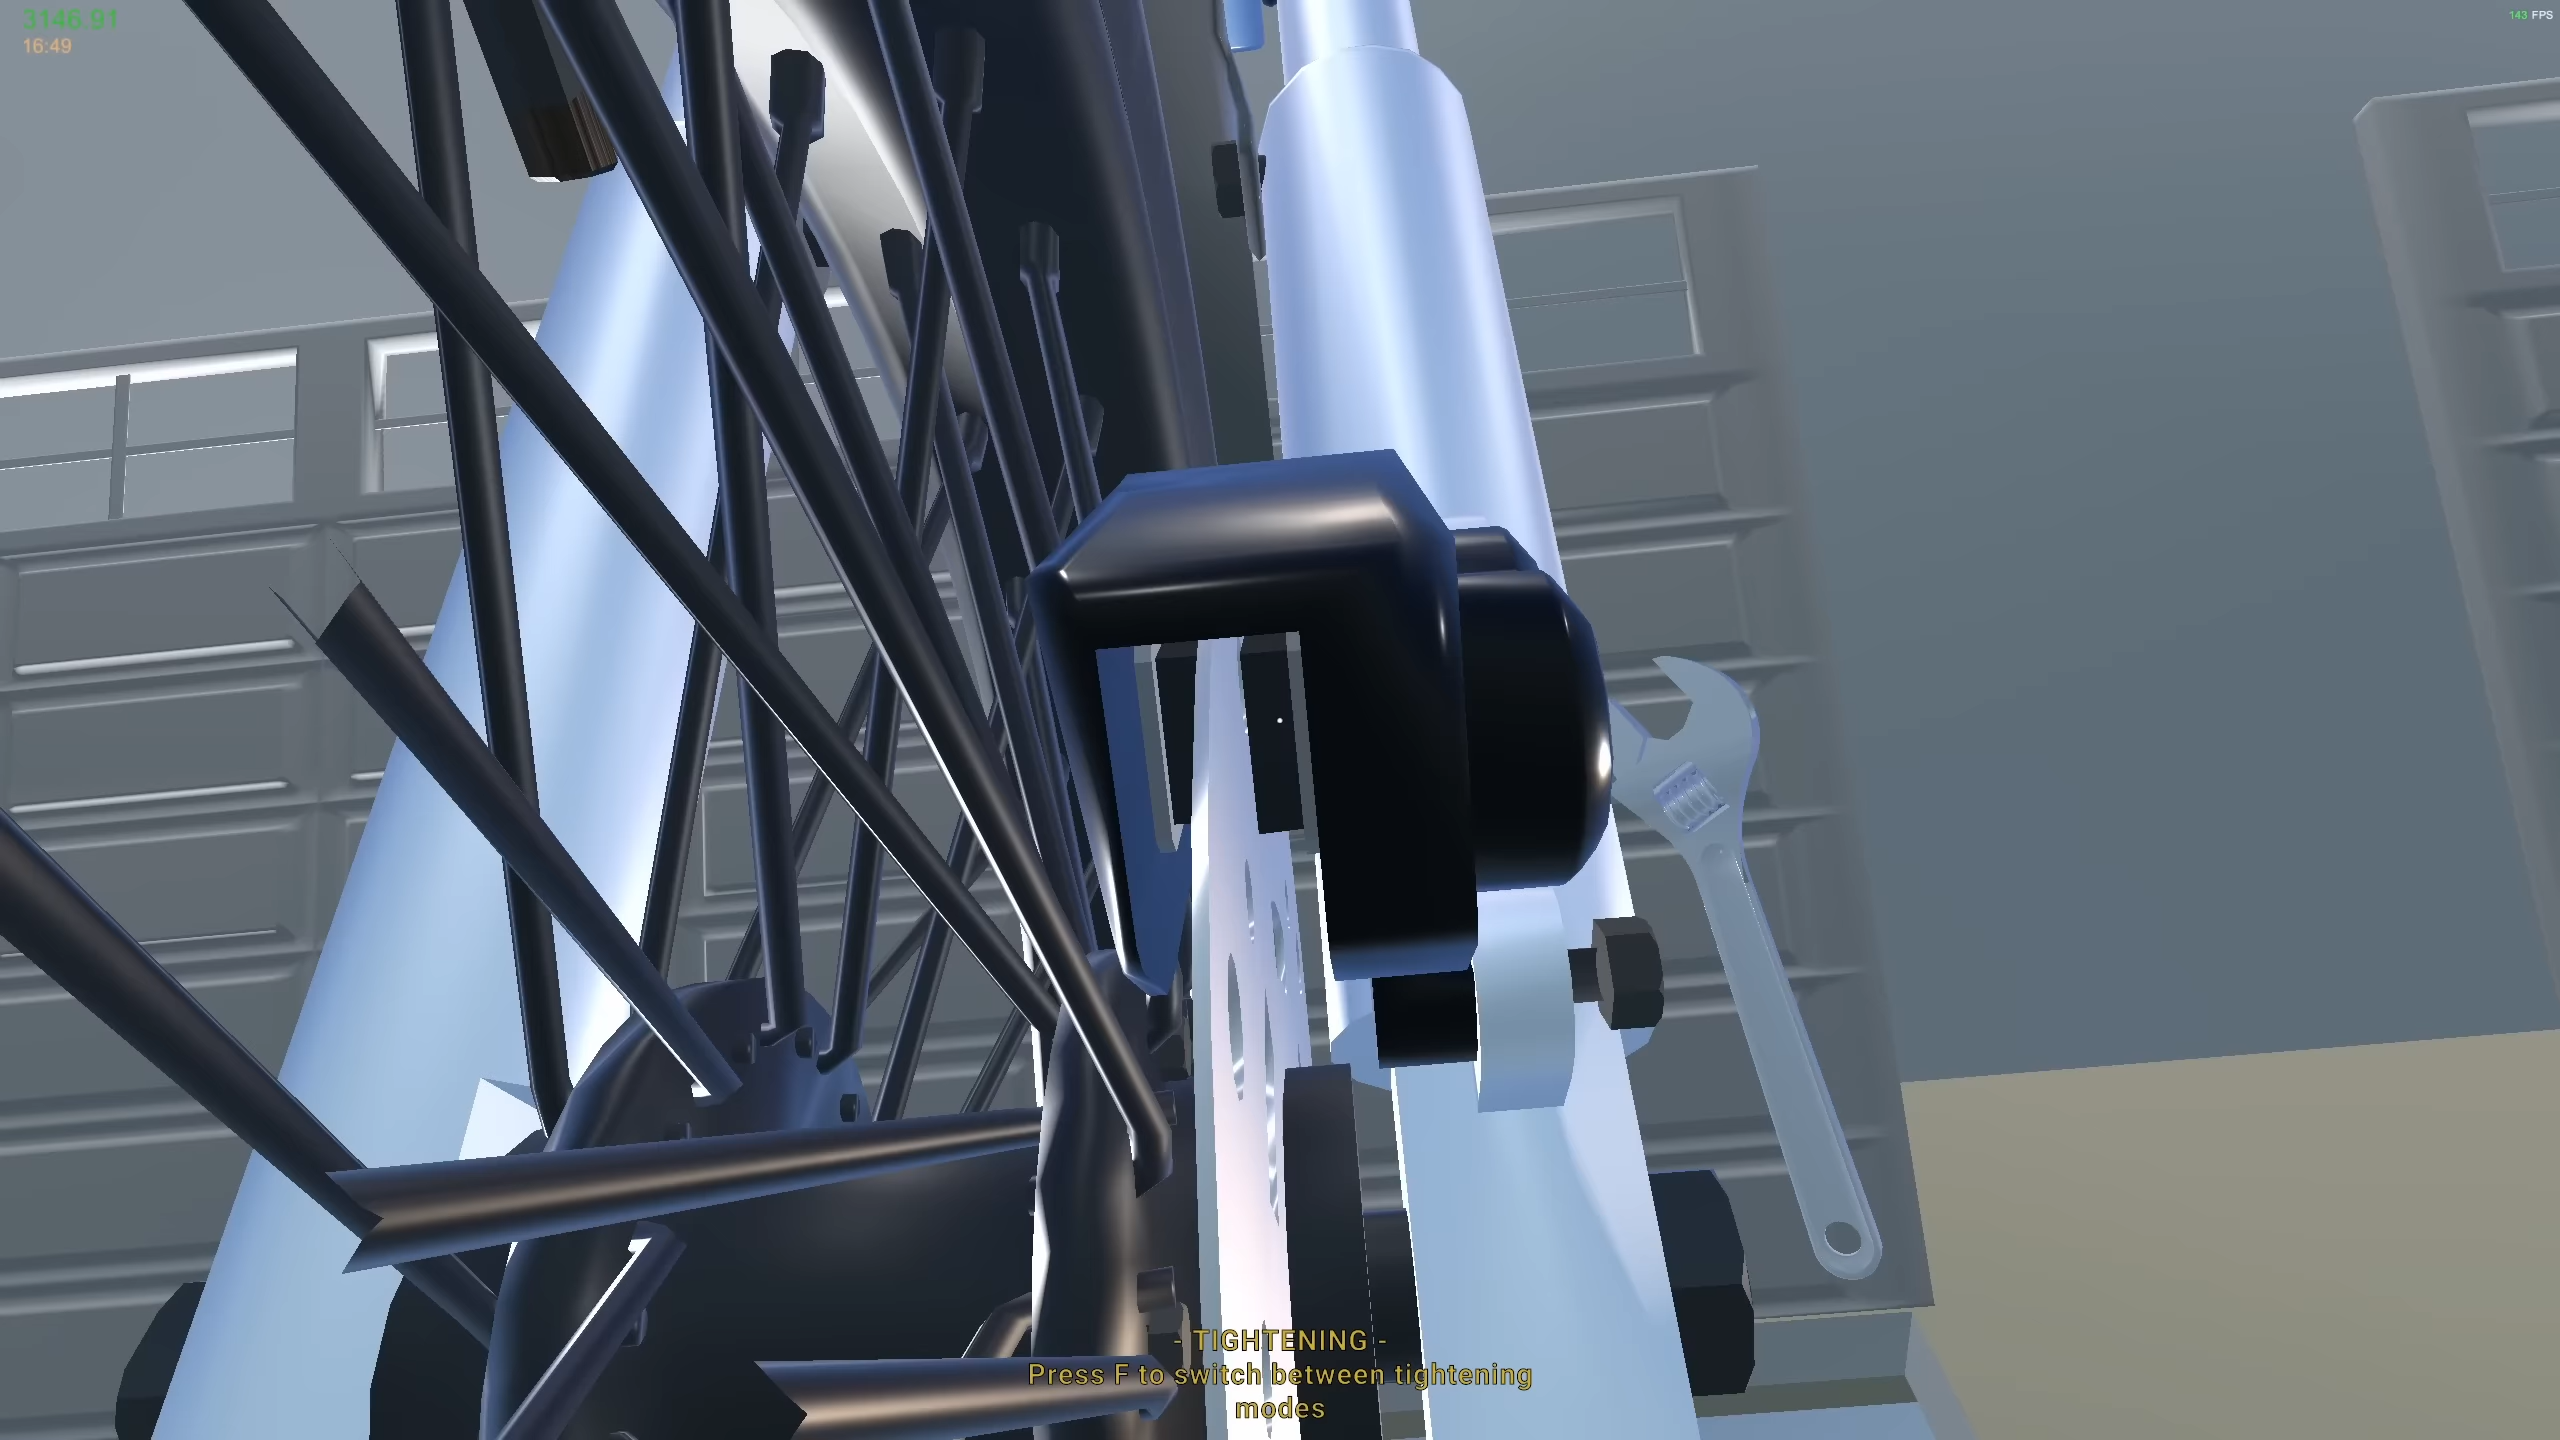 3146.91
143 FPS
16:49
- TIGHTENING -
Press F to switch between tightening
modes